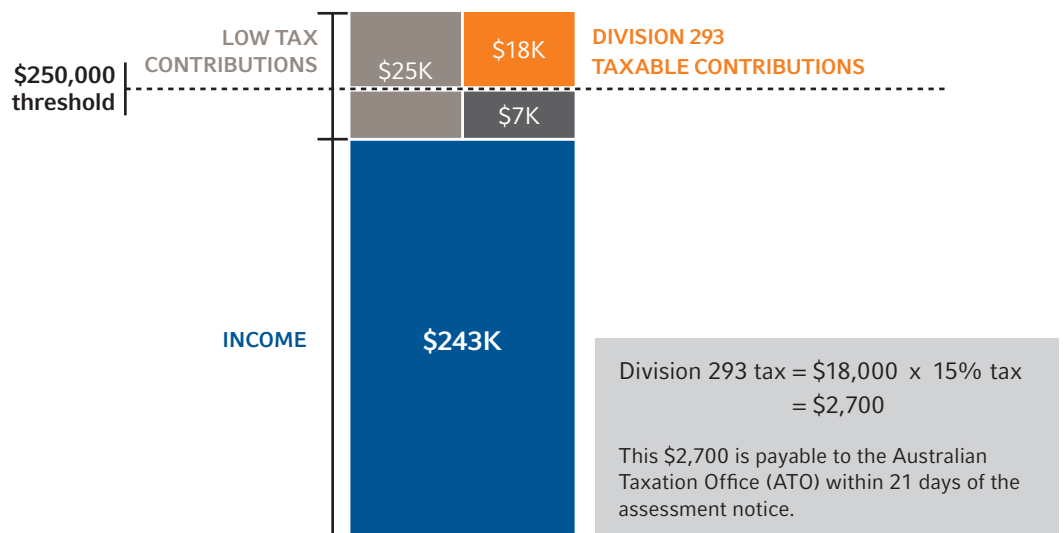 LOW TAX
CONTRIBUTIONS
$250,000
threshold
$25K
$18K
DIVISION 293
TAXABLE CONTRIBUTIONS
$7K
INCOME
$243K
Division 293 tax = $18,000 x 15% tax
= $2,700
This $2,700 is payable to the Australian
Taxation Office (ATO) within 21 days of the
assessment notice.